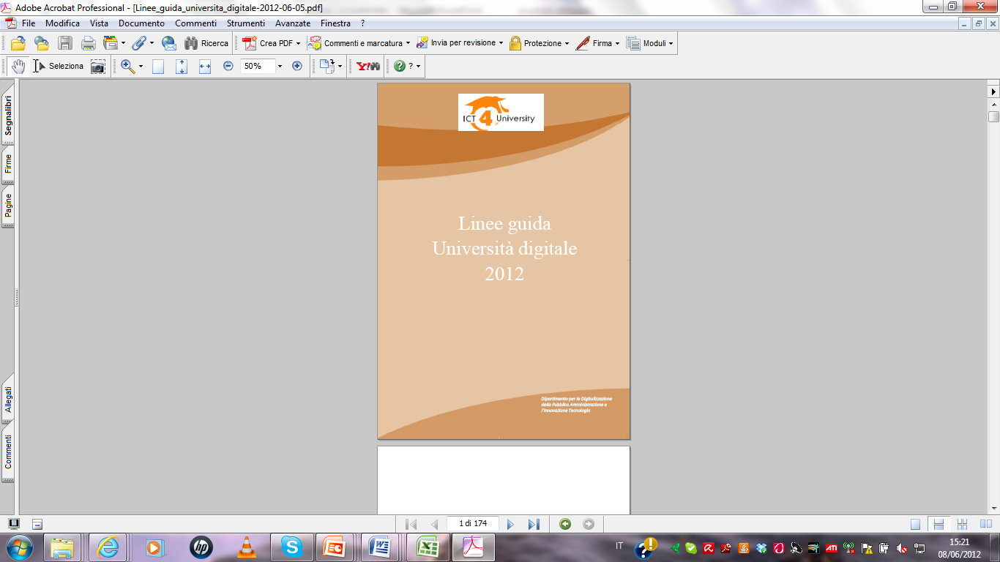 Adobe Acrobat Professional - [Linee_guida_universita_digitale-2012-06-05.pdf]
File Modifica Vista Documento Commenti Strumenti Avanzate Finestra ?
Ricerca Crea PDF Commenti e marcatura Invia per revisione Protezione Firma Moduli
Seleziona 50% Y! ?
Segnalibri
Firme
Pagine
Allegati
Commenti
ICT 4 University
Linee guida
Università digitale
2012
Dipartimento per la Digitalizzazione
della Pubblica Amministrazione e
l'Innovazione Tecnologia
1 di 174
IT
15:21
08/06/2012